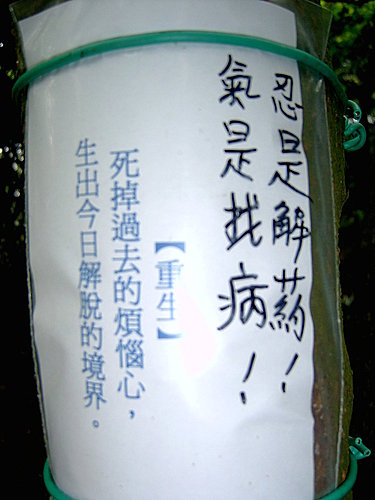 忍是解药！
氣是找病！
【重生】
死掉過去的煩惱心，
生出今日解脫的境界。